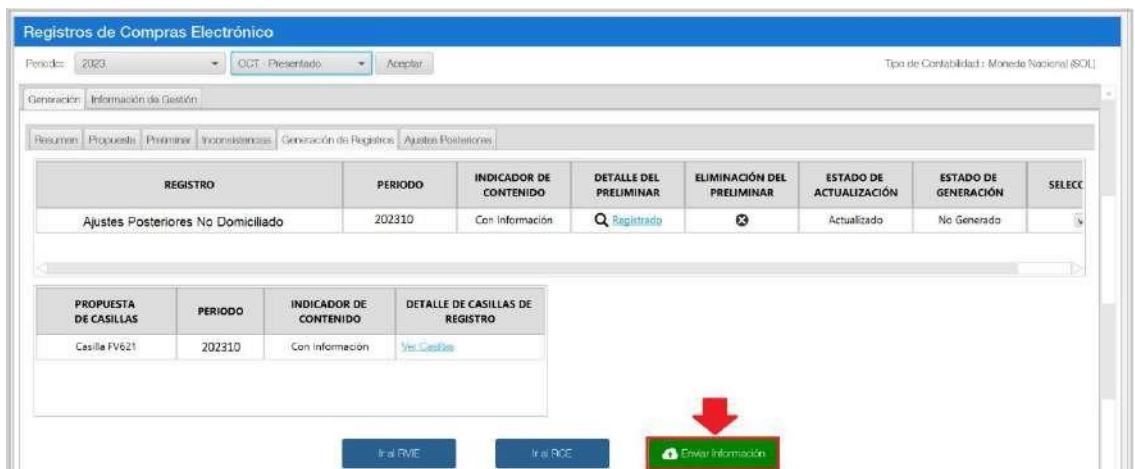 Registros de Compras Electrónico
Periodo: 2023 OCT - Presentado Aceptar Tipo de Contabilidad : Moneda Nacional (SOL)
Generación Información de Gestión
Resumen Propuesta Preliminar Inconsistencias Generación de Registros Ajustes Posteriores
REGISTRO PERIODO INDICADOR DE CONTENIDO DETALLE DEL PRELIMINAR ELIMINACIÓN DEL PRELIMINAR ESTADO DE ACTUALIZACIÓN ESTADO DE GENERACIÓN SELECC
Ajustes Posteriores No Domiciliado 202310 Con Información Registrado Actualizado No Generado
PROPUESTA DE CASILLAS PERIODO INDICADOR DE CONTENIDO DETALLE DE CASILLAS DE REGISTRO
Casilla FV621 202310 Con Información Ver Casillas
Ir al RVIE Ir al RCE Enviar Información